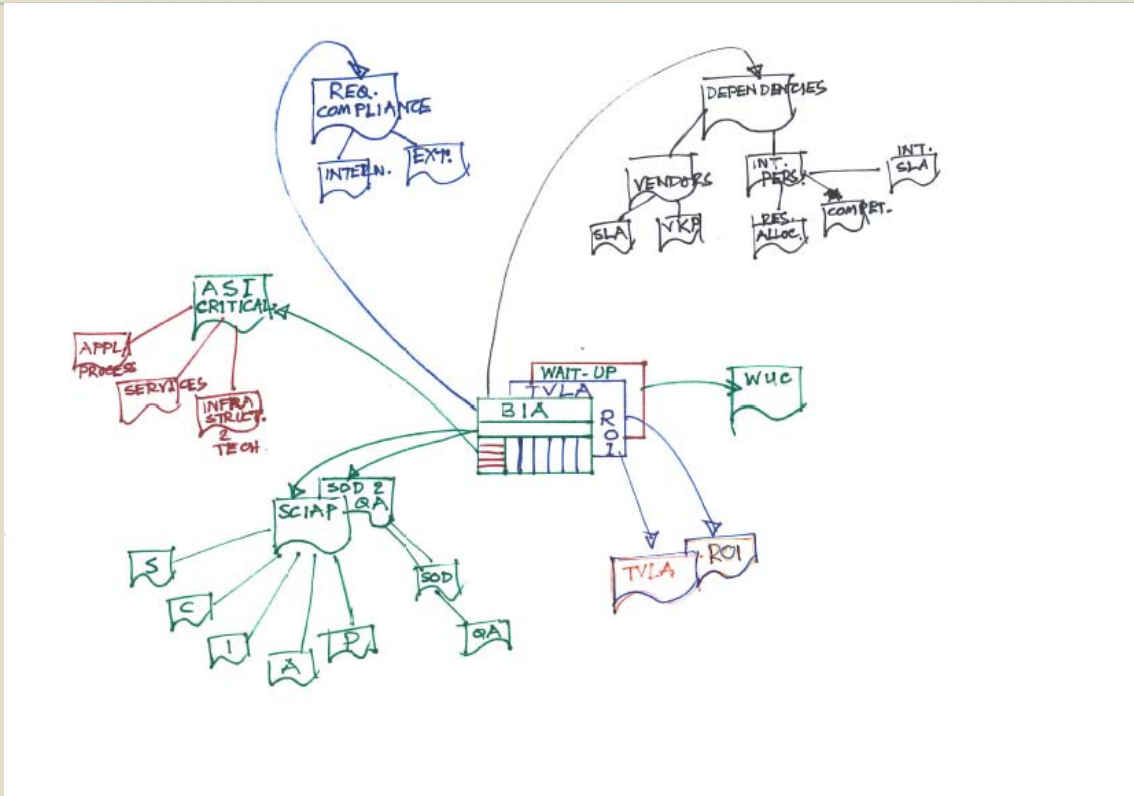 REQ.
COMPLIANCE
INTERN.
EXT.
DEPENDENCIES
VENDORS
SLA
VKP
INT.
PERS.
RES.
ALLOC.
COMPET.
INT.
SLA
ASI
CRITICAL
APPL.
PROCESS
SERVICES
INFRA
STRUCT.
2
TECH.
WAIT-UP
TVLA
BIA
ROI
WUC
SOD 2
QA
SCIAP
S
C
I
A
P
SOD
QA
TVLA
ROI